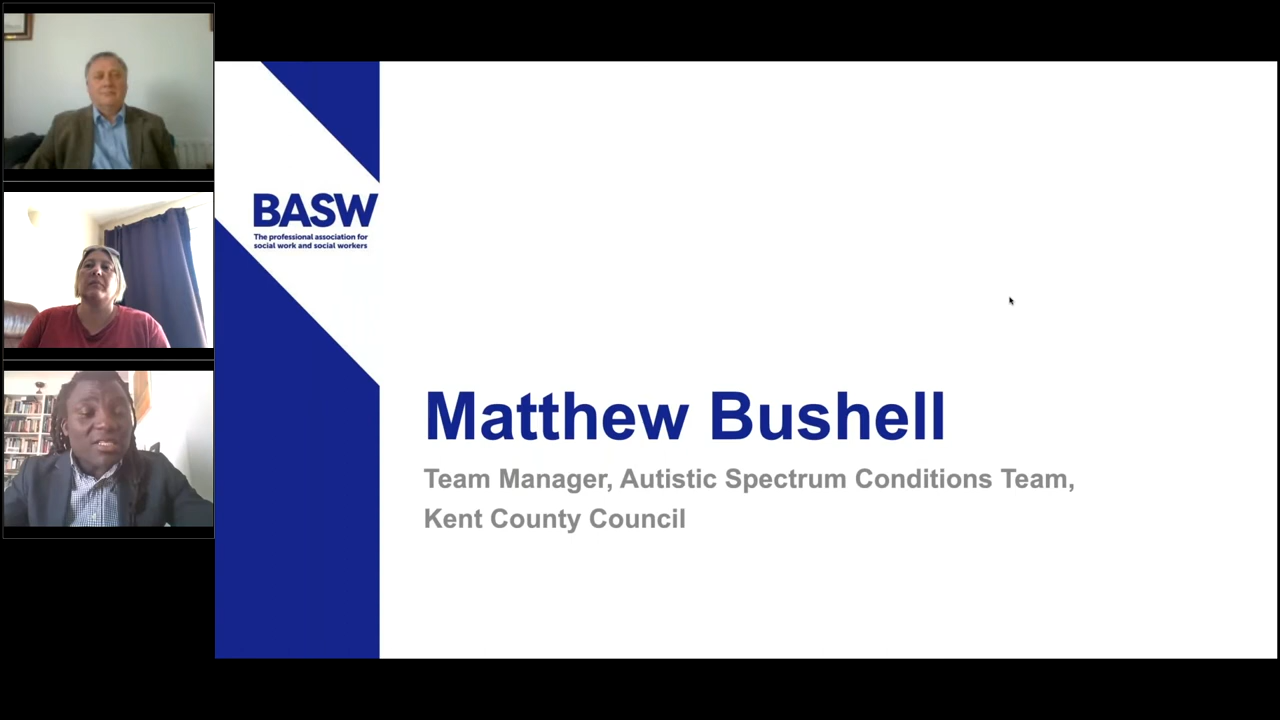 BASW
The professional association for
social work and social workers
Matthew Bushell
Team Manager, Autistic Spectrum Conditions Team,
Kent County Council